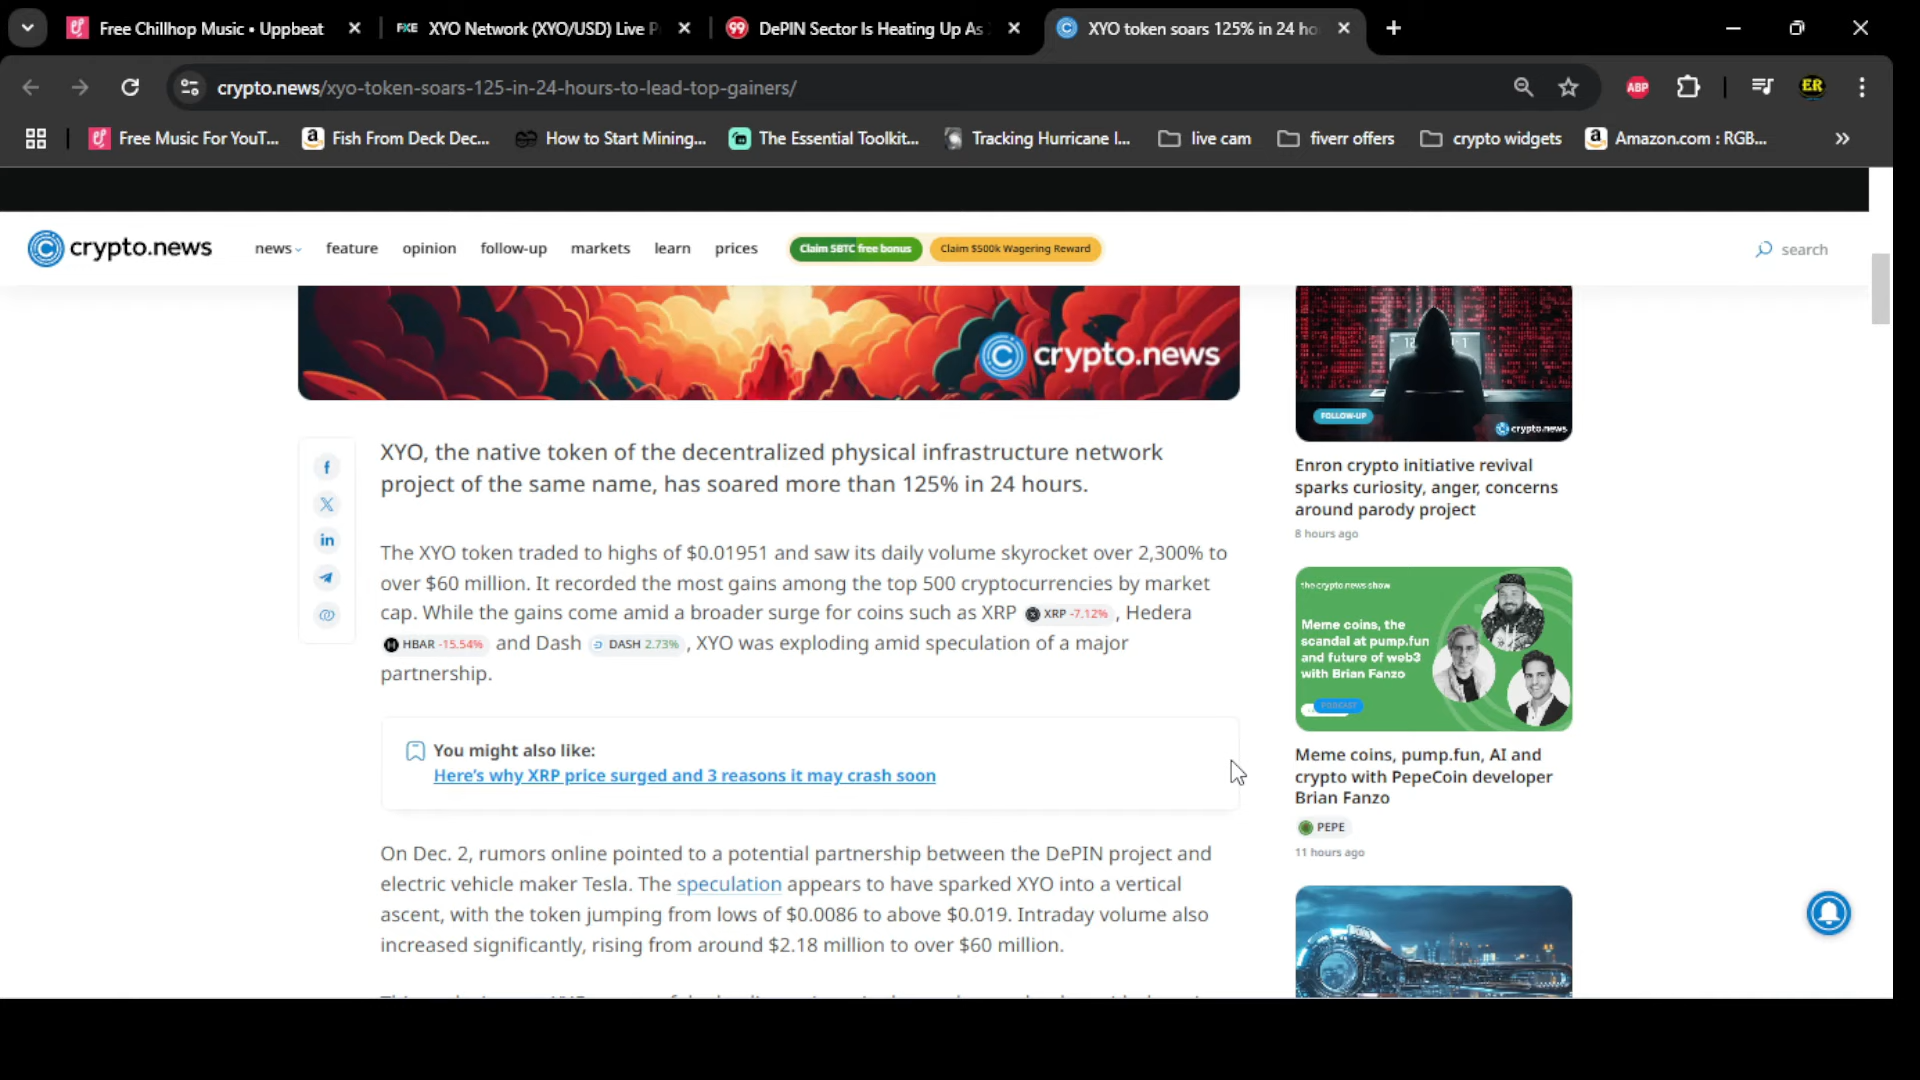 Free Chillhop Music • Uppbeat
FXE XYO Network (XYO/USD) Live P
99 DePIN Sector Is Heating Up As
XYO token soars 125% in 24 ho
crypto.news/xyo-token-soars-125-in-24-hours-to-lead-top-gainers/
ABP
ER
Free Music For YouT...
Fish From Deck Dec...
How to Start Mining...
The Essential Toolkit...
Tracking Hurricane I...
live cam
fiverr offers
crypto widgets
Amazon.com : RGB...
crypto.news
news
feature
opinion
follow-up
markets
learn
prices
Claim 5BTC free bonus
Claim $500k Wagering Reward
search
crypto.news
XYO, the native token of the decentralized physical infrastructure network
project of the same name, has soared more than 125% in 24 hours.
The XYO token traded to highs of $0.01951 and saw its daily volume skyrocket over 2,300% to
over $60 million. It recorded the most gains among the top 500 cryptocurrencies by market
cap. While the gains come amid a broader surge for coins such as XRP XRP -7.12% , Hedera
HBAR -15.54% and Dash DASH 2.73% , XYO was exploding amid speculation of a major
partnership.
You might also like:
Here's why XRP price surged and 3 reasons it may crash soon
On Dec. 2, rumors online pointed to a potential partnership between the DePIN project and
electric vehicle maker Tesla. The speculation appears to have sparked XYO into a vertical
ascent, with the token jumping from lows of $0.0086 to above $0.019. Intraday volume also
increased significantly, rising from around $2.18 million to over $60 million.
FOLLOW-UP
crypto.news
Enron crypto initiative revival
sparks curiosity, anger, concerns
around parody project
8 hours ago
the crypto news show
Meme coins, the
scandal at pump.fun
and future of web3
with Brian Fanzo
PODCAST
Meme coins, pump.fun, AI and
crypto with PepeCoin developer
Brian Fanzo
PEPE
11 hours ago